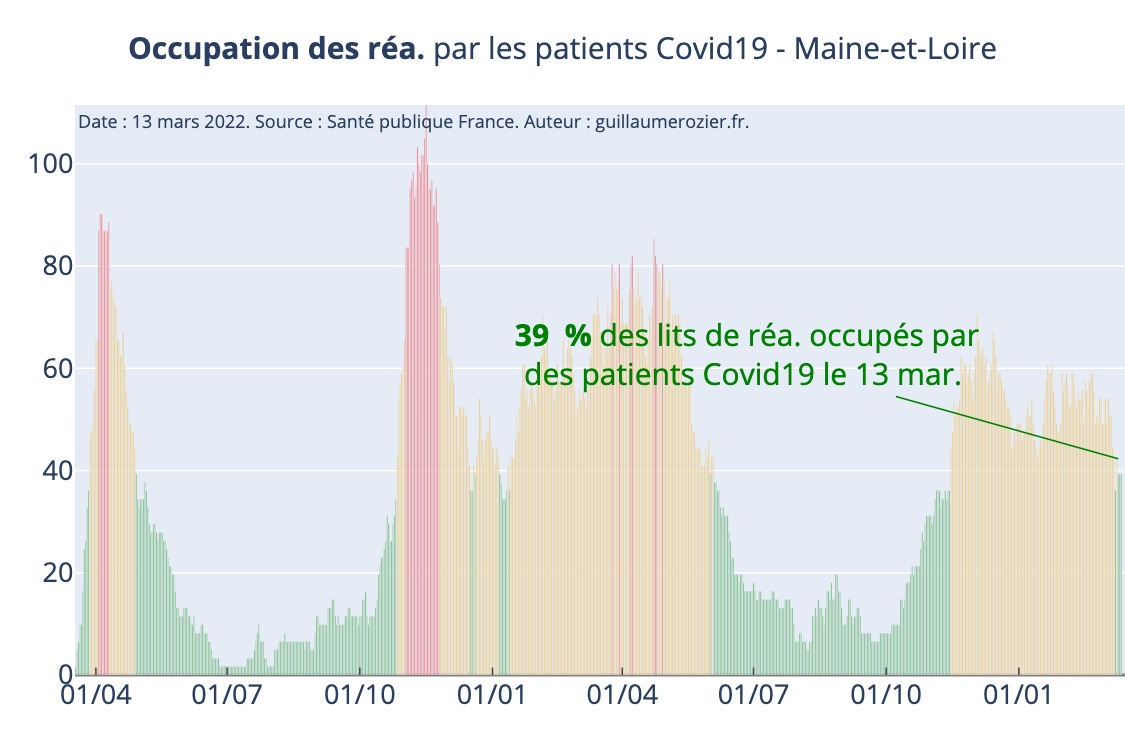 Occupation des réa. par les patients Covid19 - Maine-et-Loire
Date : 13 mars 2022. Source : Santé publique France. Auteur : guillaumerozier.fr.
100
80
60
40
20
0
39 % des lits de réa. occupés par
des patients Covid19 le 13 mar.
01/04 01/07 01/10 01/01 01/04 01/07 01/10 01/01